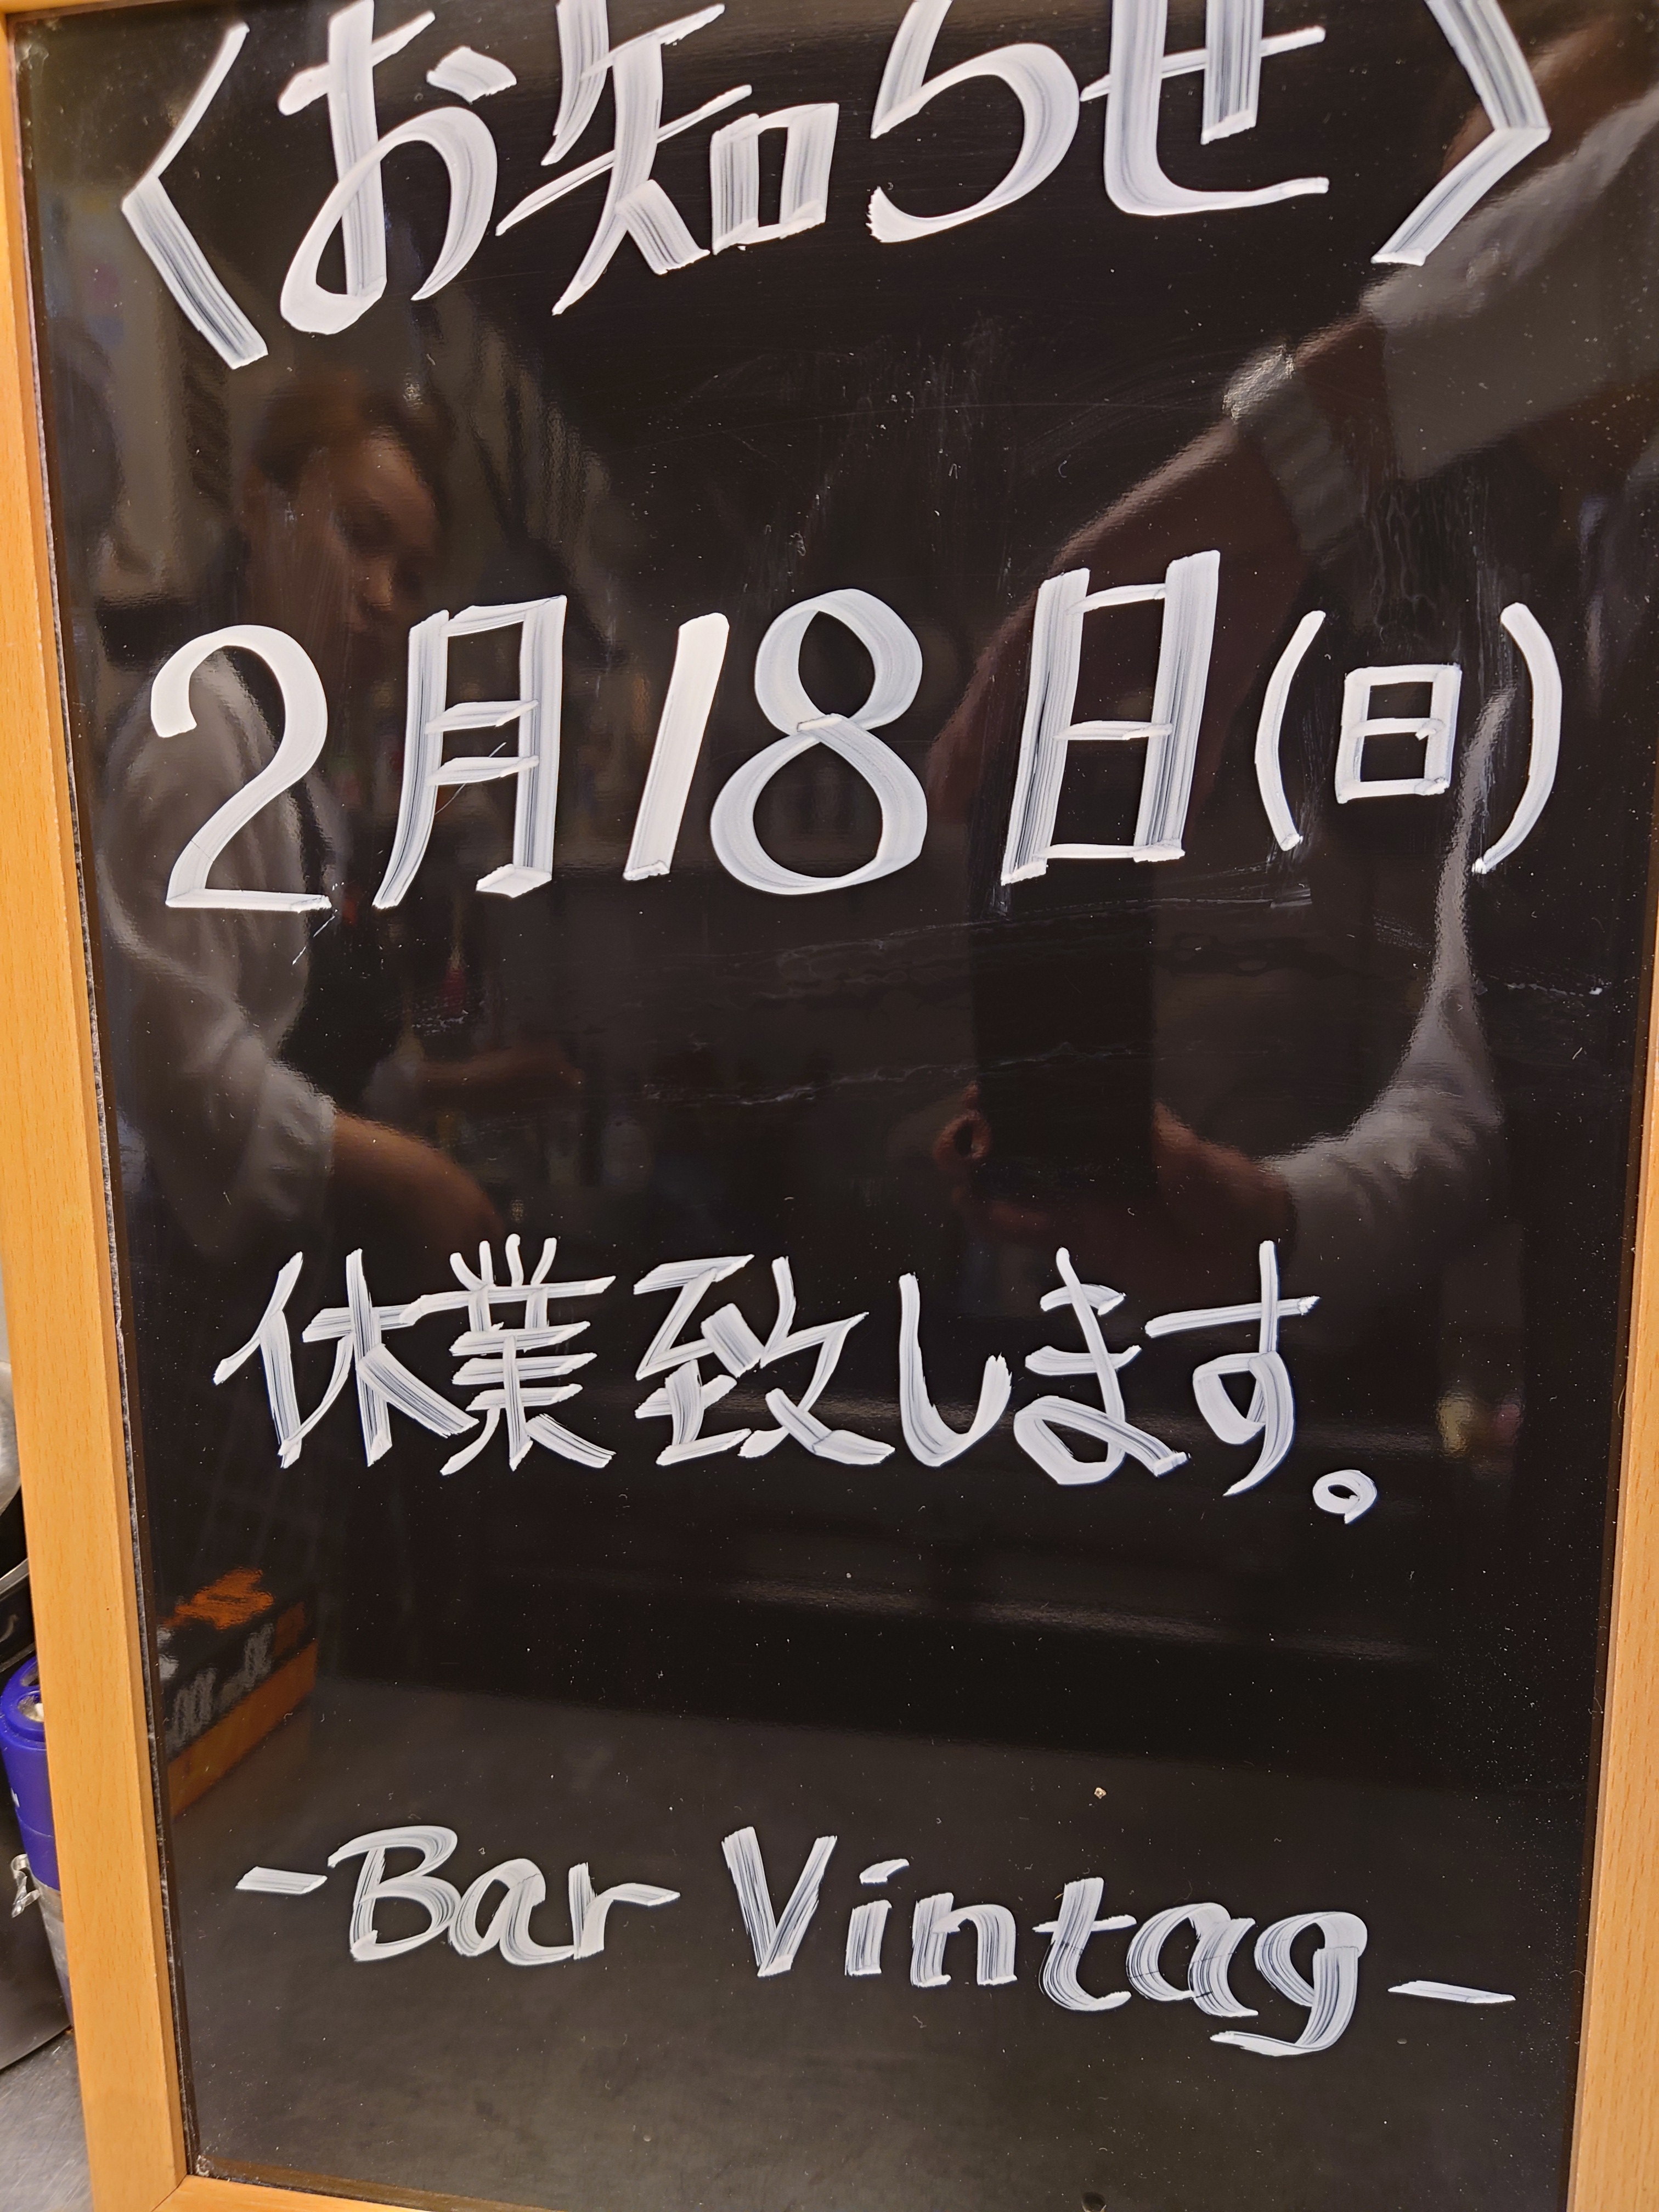 〈お知らせ〉
2月18日(日)
休業致します。
-Bar Vintag-